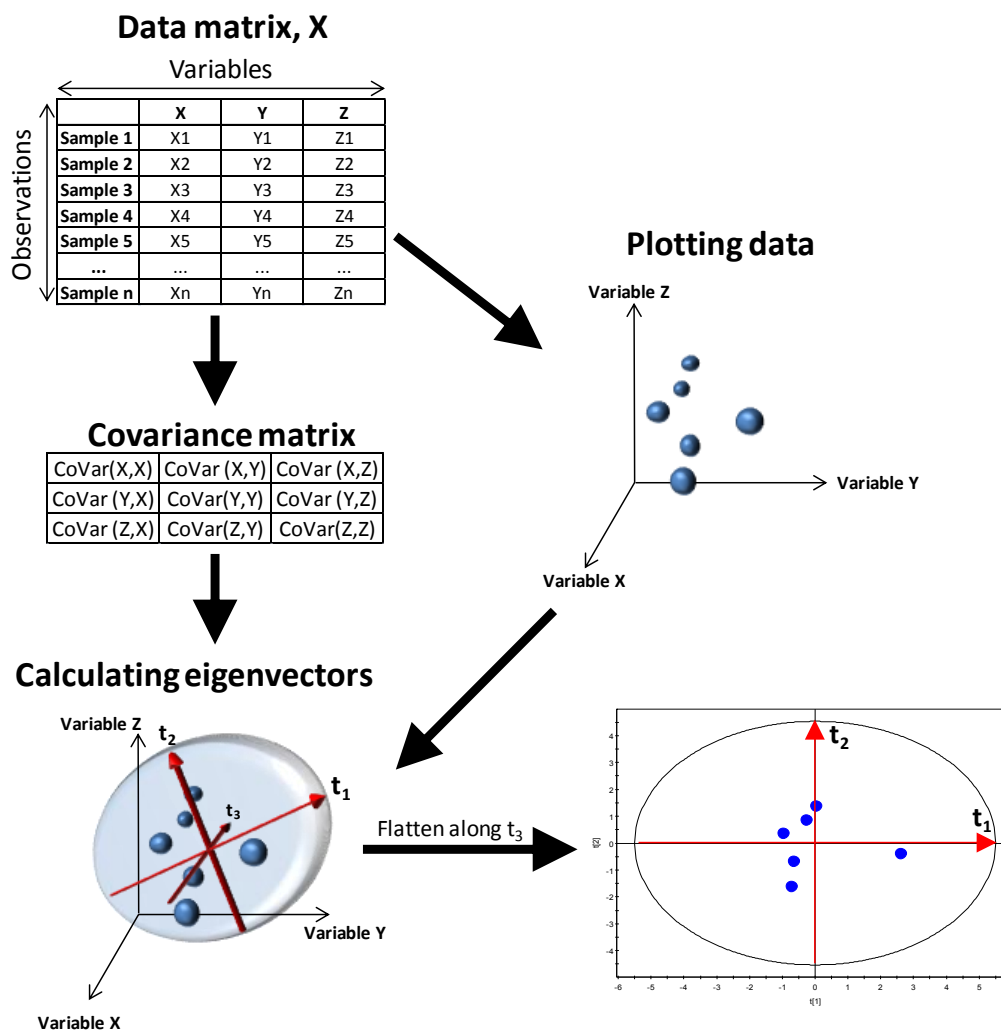 Data matrix, X
Variables
Observations
X Y Z
Sample 1 X1 Y1 Z1
Sample 2 X2 Y2 Z2
Sample 3 X3 Y3 Z3
Sample 4 X4 Y4 Z4
Sample 5 X5 Y5 Z5
... ... ... ...
Sample n Xn Yn Zn
Plotting data
Variable Z
Variable Y
Variable X
Covariance matrix
CoVar(X,X) CoVar (X,Y) CoVar (X,Z)
CoVar (Y,X) CoVar(Y,Y) CoVar (Y,Z)
CoVar (Z,X) CoVar(Z,Y) CoVar(Z,Z)
Calculating eigenvectors
Variable Z
t₂
t₁
t₃
Variable Y
Variable X
Flatten along t₃
t₂
t₁
t[2]
4
3
2
1
0
-1
-2
-3
-4
-6 -5 -4 -3 -2 -1 0 1 2 3 4 5
t[1]